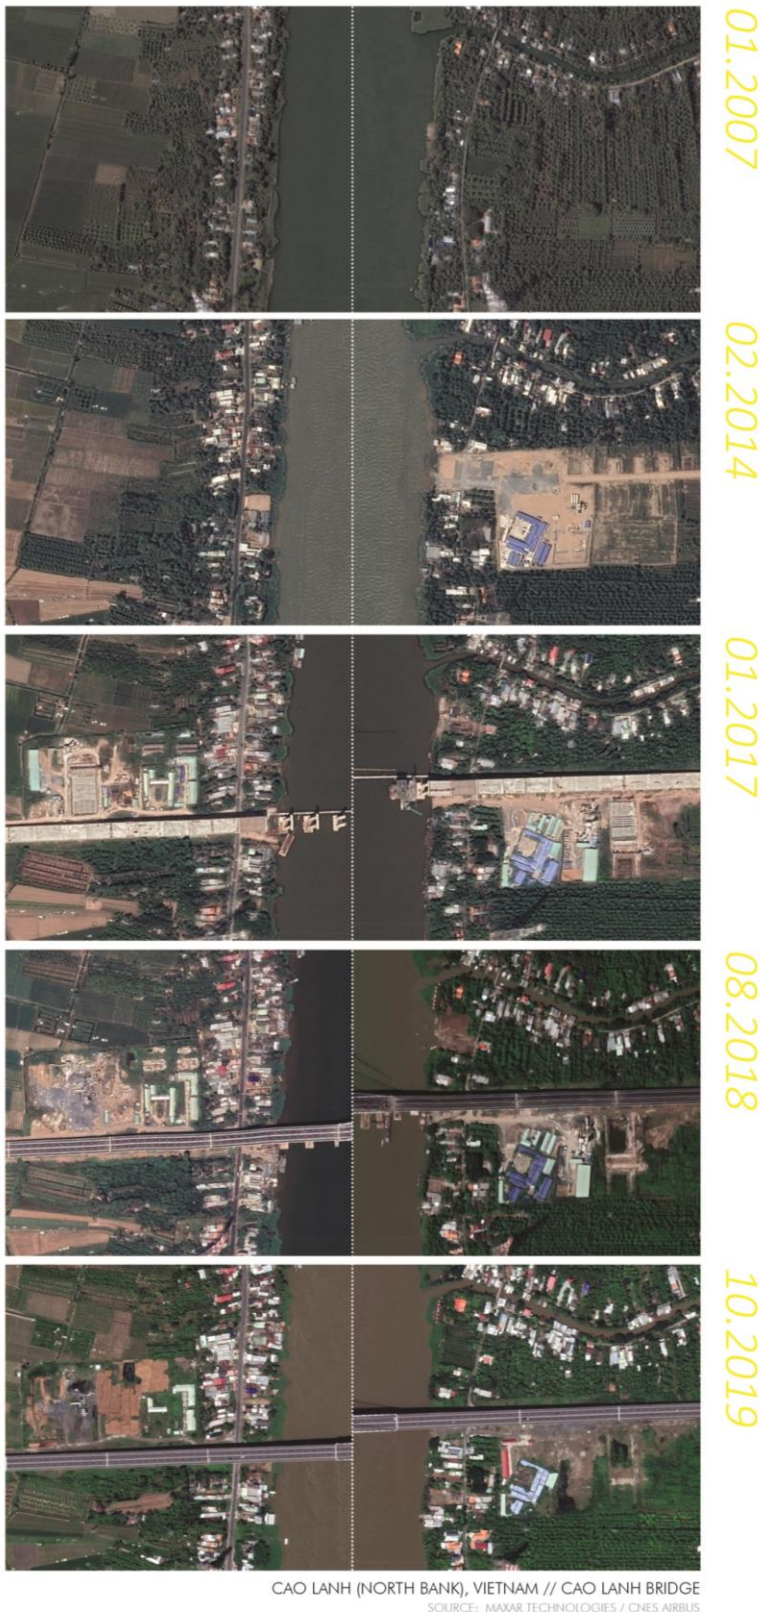 01.2007
02.2014
01.2017
08.2018
10.2019
CAO LANH (NORTH BANK), VIETNAM // CAO LANH BRIDGE
SOURCE: MAXAR TECHNOLOGIES / CNES AIRBUS